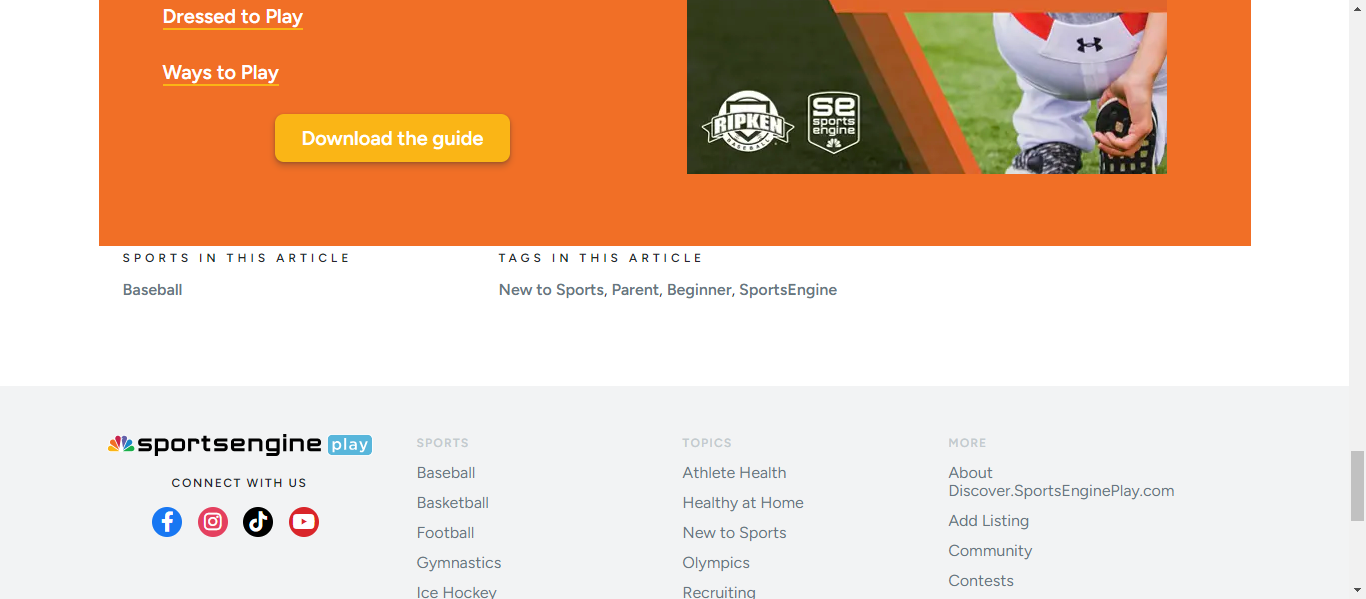 Dressed to Play
Ways to Play
Download the guide
RIPKEN
BASEBALL
se
sports
engine
SPORTS IN THIS ARTICLE
Baseball
TAGS IN THIS ARTICLE
New to Sports, Parent, Beginner, SportsEngine
sportsengine play
CONNECT WITH US
SPORTS
Baseball
Basketball
Football
Gymnastics
Ice Hockey
TOPICS
Athlete Health
Healthy at Home
New to Sports
Olympics
Recruiting
MORE
About
Discover.SportsEnginePlay.com
Add Listing
Community
Contests